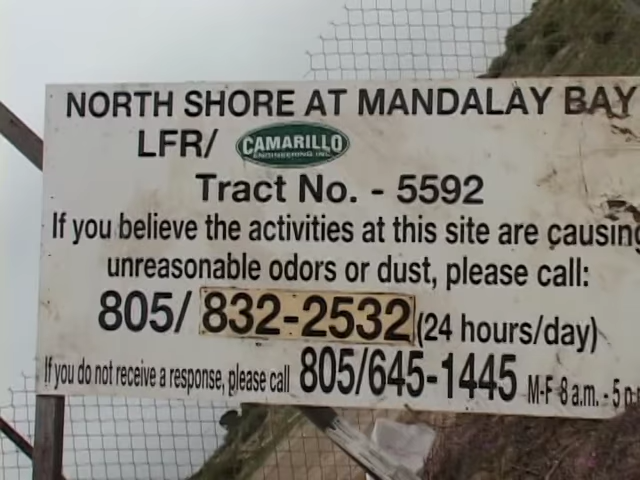 NORTH SHORE AT MANDALAY BAY
LFR/ CAMARILLO
ENGINEERING INC.
Tract No. - 5592
If you believe the activities at this site are causing
unreasonable odors or dust, please call:
805/ 832-2532 (24 hours/day)
If you do not receive a response, please call 805/645-1445 M-F 8 a.m. - 5 p